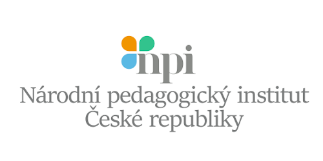 npi
Národní pedagogický institut
České republiky